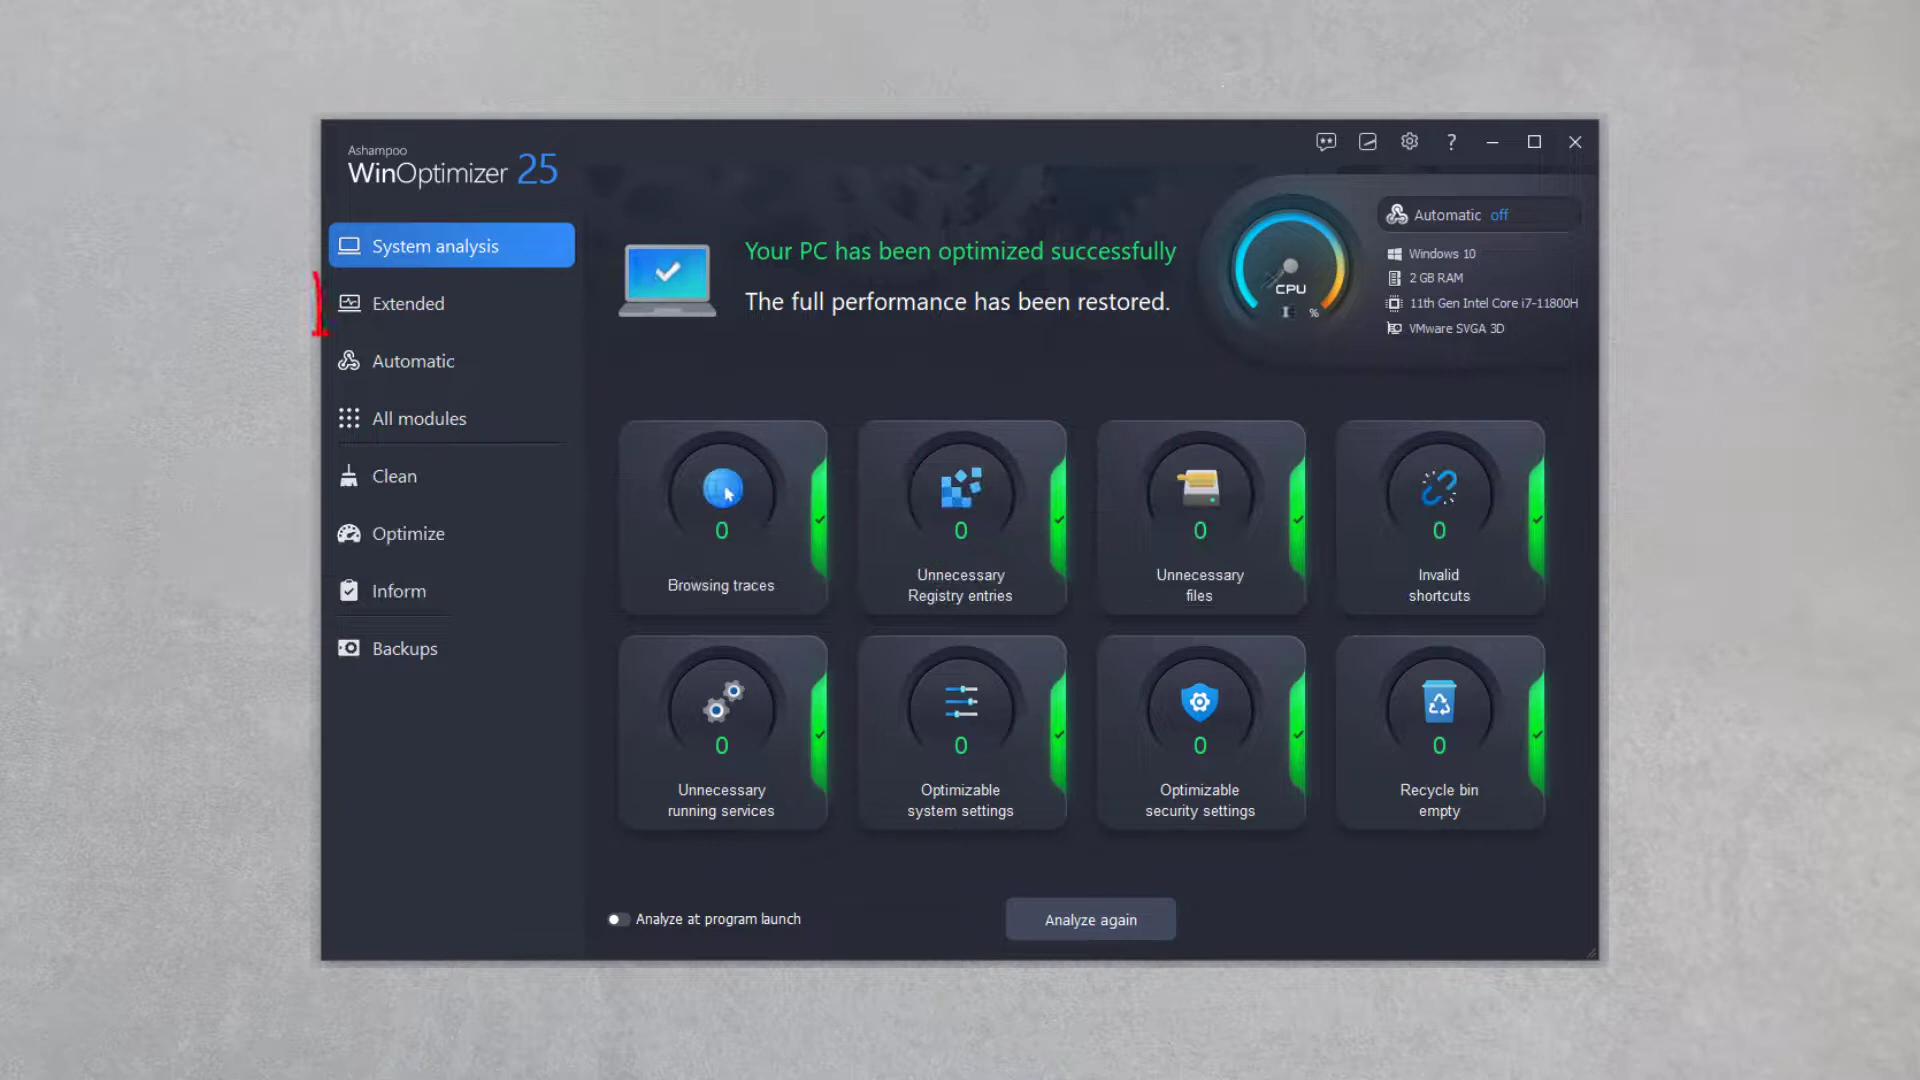 Ashampoo
WinOptimizer 25
System analysis
Extended
Automatic
All modules
Clean
Optimize
Inform
Backups
Your PC has been optimized successfully
The full performance has been restored.
CPU
%
Automatic off
Windows 10
2 GB RAM
11th Gen Intel Core i7-11800H
VMware SVGA 3D
0
Browsing traces
0
Unnecessary
Registry entries
0
Unnecessary
files
0
Invalid
shortcuts
0
Unnecessary
running services
0
Optimizable
system settings
0
Optimizable
security settings
0
Recycle bin
empty
Analyze at program launch
Analyze again